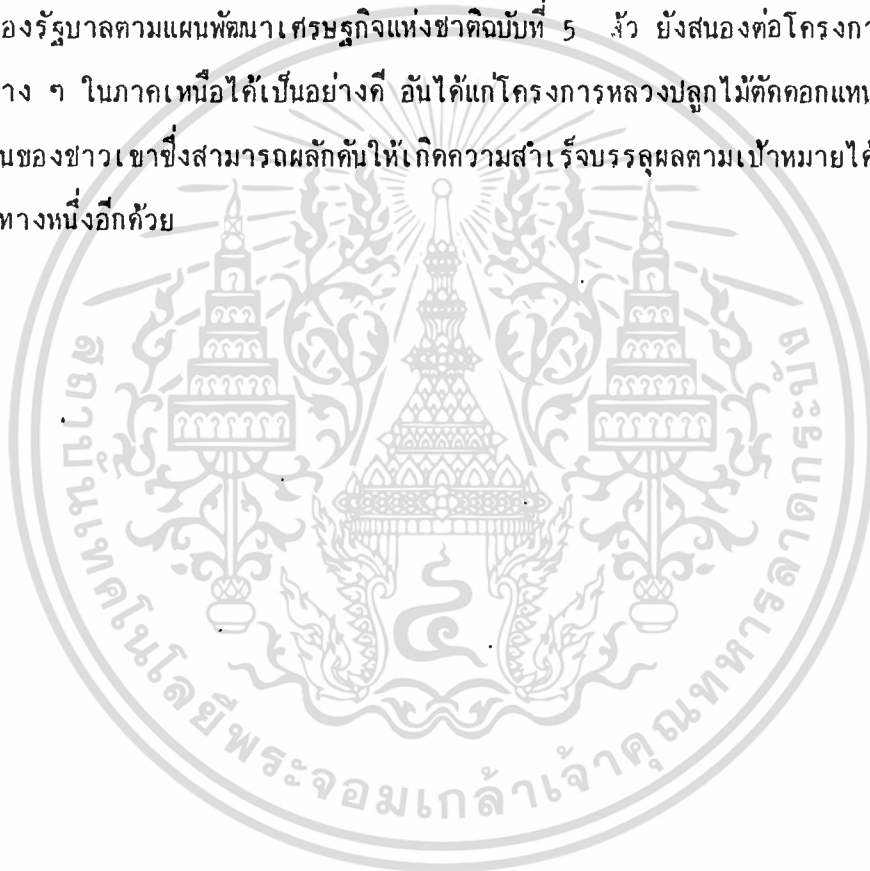 องรัฐบาลตามแผนพัฒนาเศรษฐกิจแห่งชาติฉบับที่ 5 ยังสนองต่อโครงกา
าง ๆ ในภาคเหนือได้เป็นอย่างดี อันได้แก่โครงการหลวงปลูกไม้ตัดดอกแทน
นของชาวเขาซึ่งสามารถผลักดันให้เกิดความสำเร็จบรรลุผลตามเป้าหมายได้
ทางหนึ่งอีกด้วย
สถาบันเทคโนโลยีพระจอมเกล้าเจ้าคุณทหารลาดกระบัง